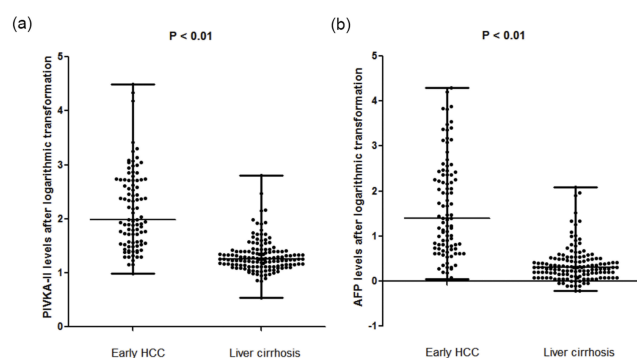 (a)
P < 0.01
PIVKA-II levels after logarithmic transformation
5
4
3
2
1
0
Early HCC
Liver cirrhosis
(b)
P < 0.01
AFP levels after logarithmic transformation
5
4
3
2
1
0
-1
Early HCC
Liver cirrhosis